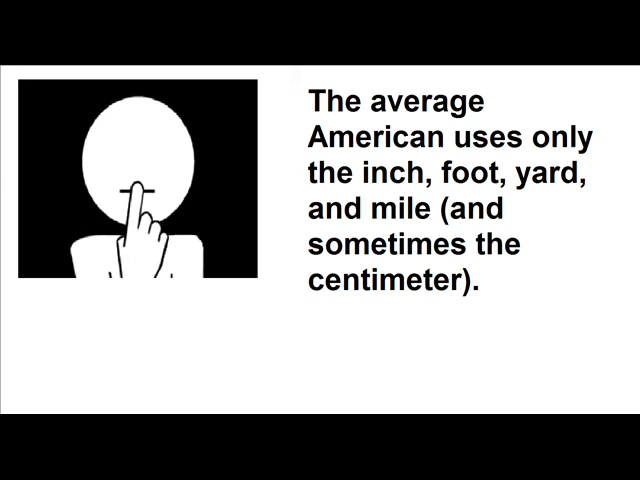 The average
American uses only
the inch, foot, yard,
and mile (and
sometimes the
centimeter).